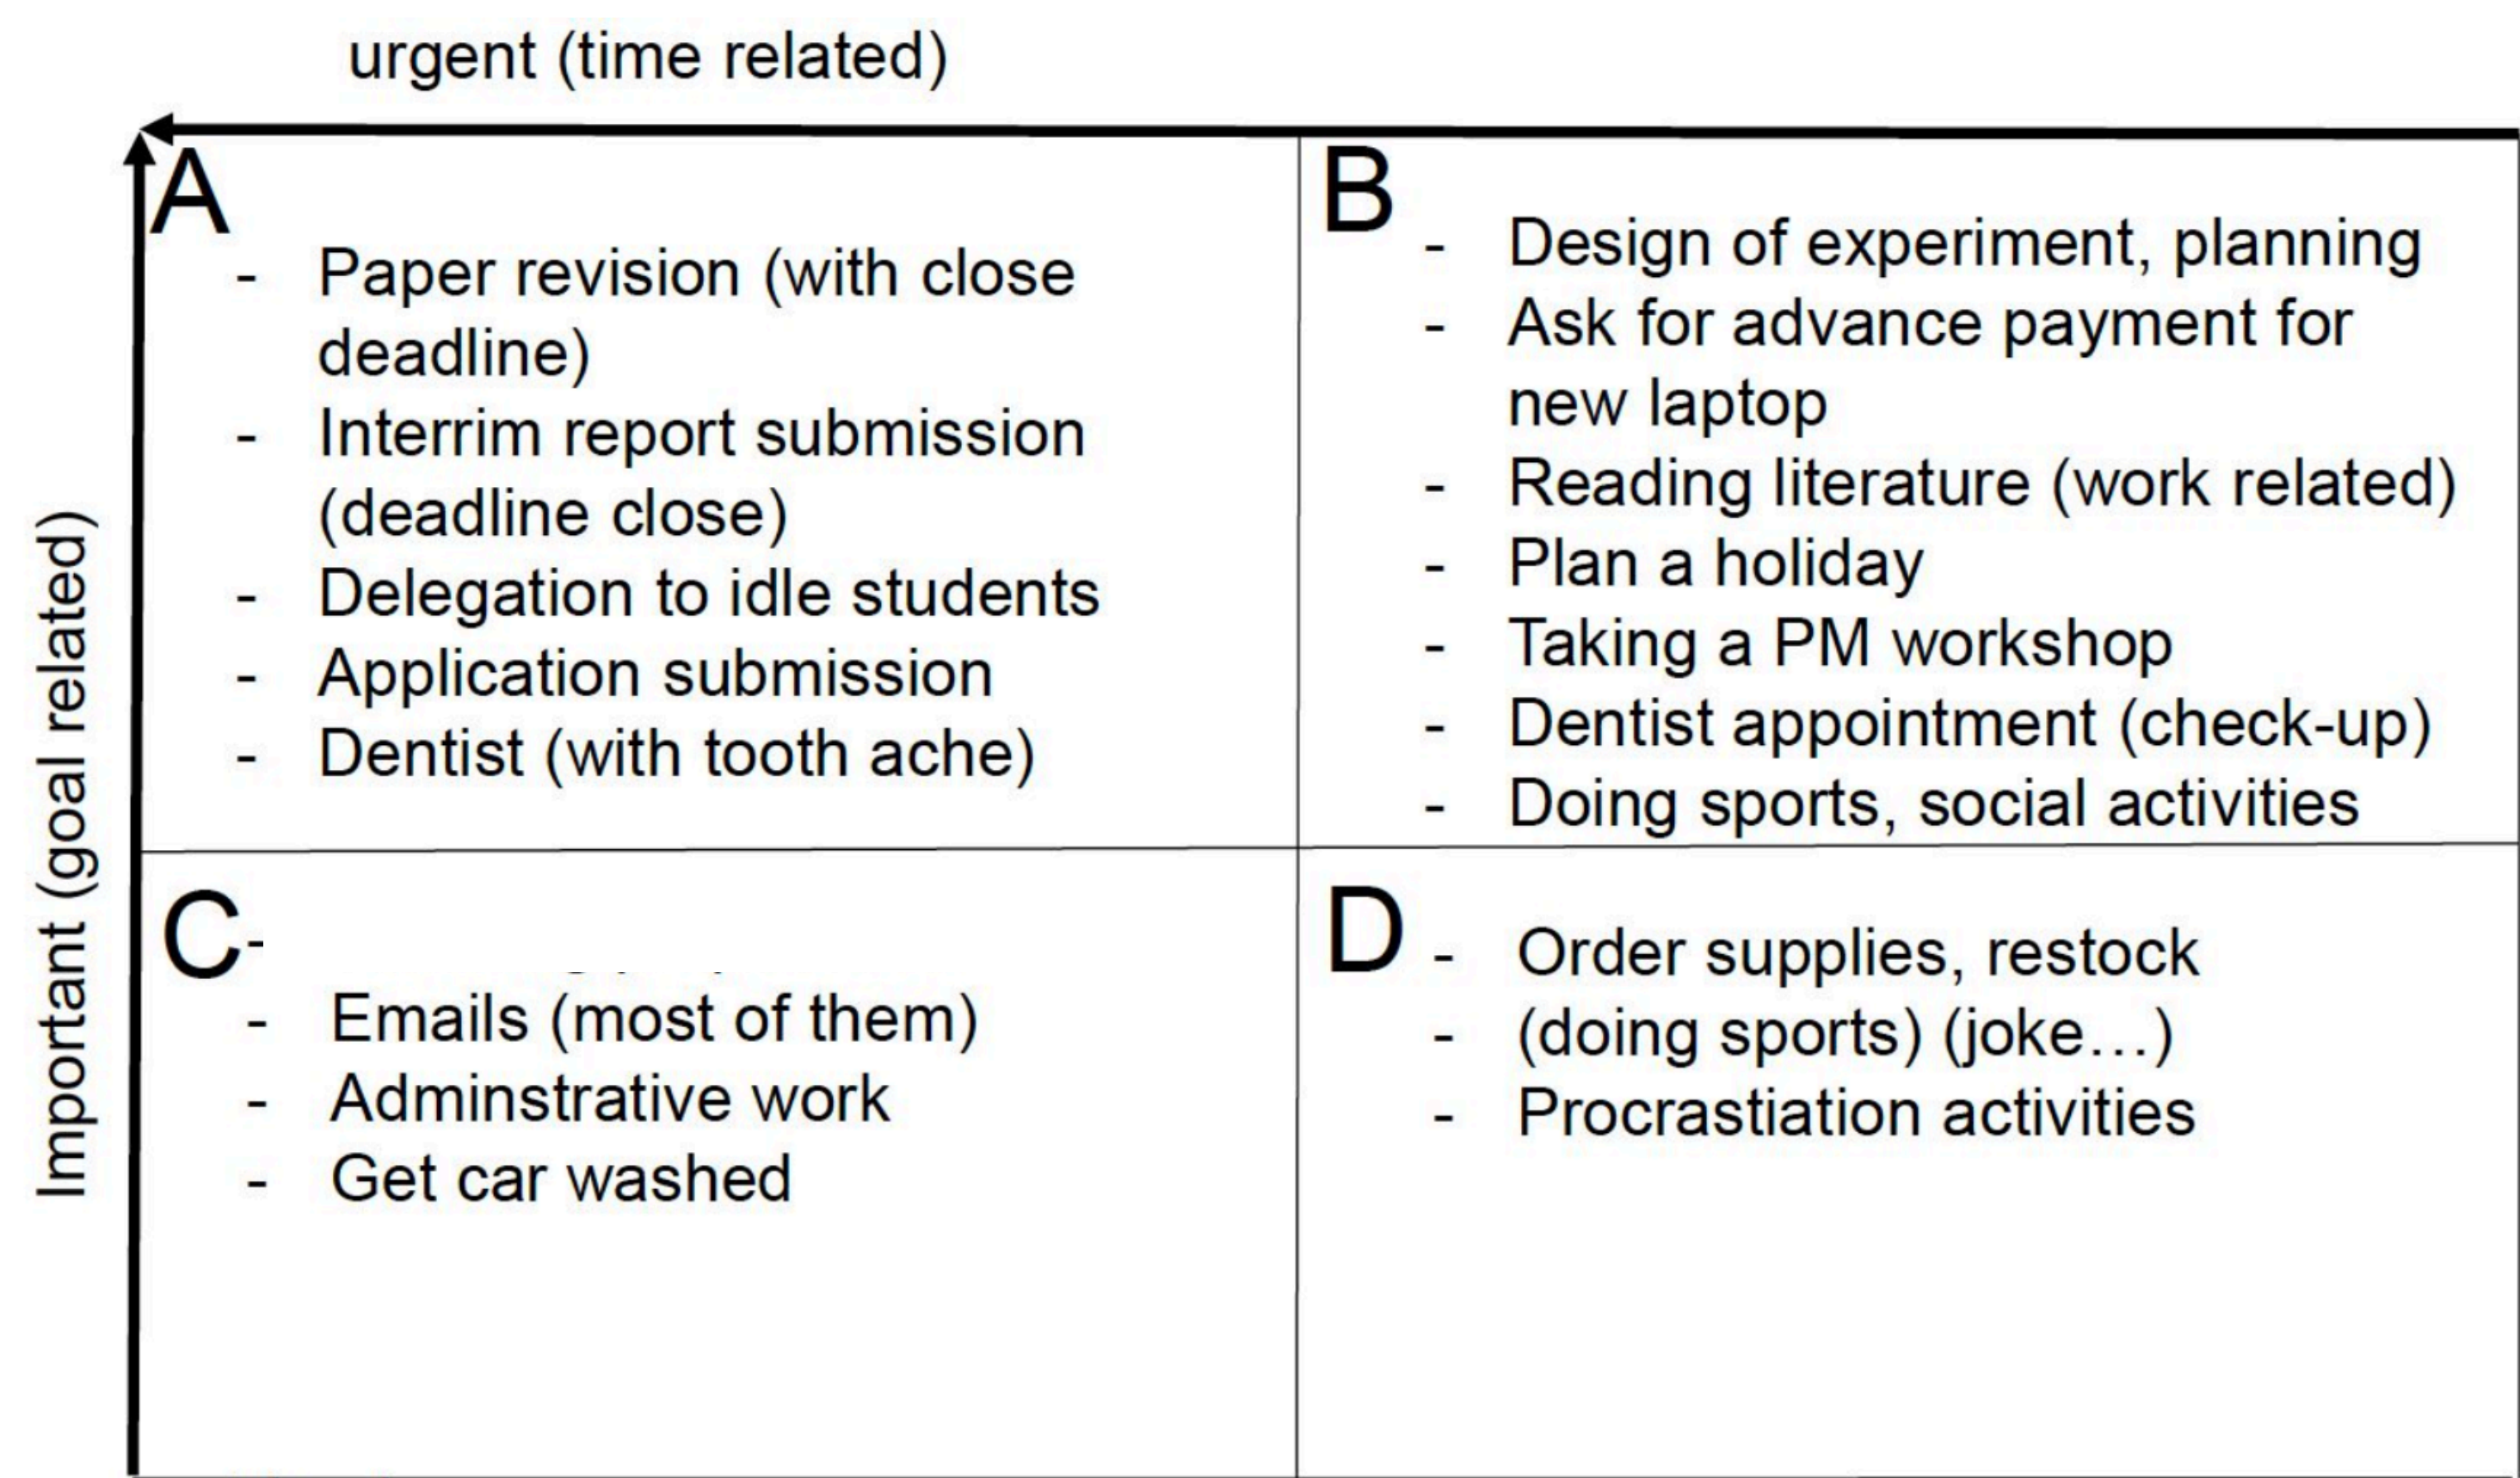 urgent (time related)
Important (goal related)
A
- Paper revision (with close
deadline)
- Interrim report submission
(deadline close)
- Delegation to idle students
- Application submission
- Dentist (with tooth ache)
B
- Design of experiment, planning
- Ask for advance payment for
new laptop
- Reading literature (work related)
- Plan a holiday
- Taking a PM workshop
- Dentist appointment (check-up)
- Doing sports, social activities
C
-
- Emails (most of them)
- Adminstrative work
- Get car washed
D
- Order supplies, restock
- (doing sports) (joke…)
- Procrastiation activities